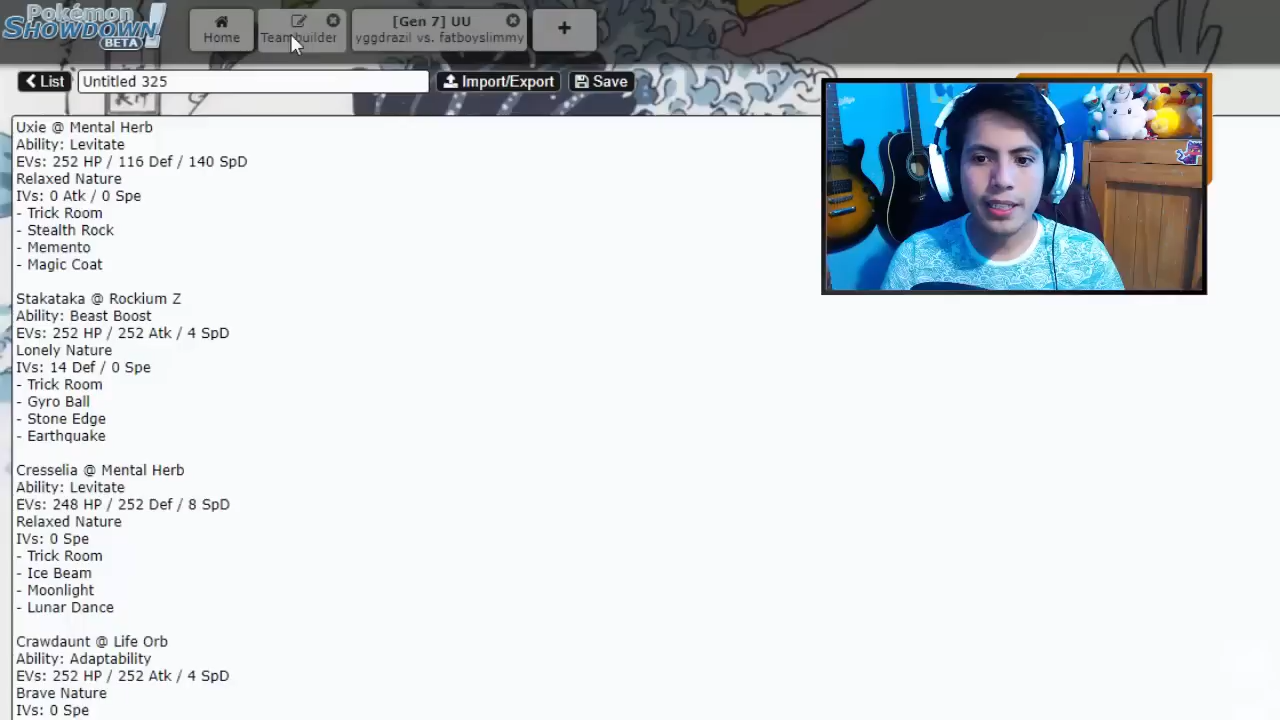 Pokémon
SHOWDOWN!
BETA
Home
Teambuilder
[Gen 7] UU
yggdrazil vs. fatboyslimmy
+
List
Untitled 325
Import/Export
Save
Uxie @ Mental Herb
Ability: Levitate
EVs: 252 HP / 116 Def / 140 SpD
Relaxed Nature
IVs: 0 Atk / 0 Spe
- Trick Room
- Stealth Rock
- Memento
- Magic Coat
Stakataka @ Rockium Z
Ability: Beast Boost
EVs: 252 HP / 252 Atk / 4 SpD
Lonely Nature
IVs: 14 Def / 0 Spe
- Trick Room
- Gyro Ball
- Stone Edge
- Earthquake
Cresselia @ Mental Herb
Ability: Levitate
EVs: 248 HP / 252 Def / 8 SpD
Relaxed Nature
IVs: 0 Spe
- Trick Room
- Ice Beam
- Moonlight
- Lunar Dance
Crawdaunt @ Life Orb
Ability: Adaptability
EVs: 252 HP / 252 Atk / 4 SpD
Brave Nature
IVs: 0 Spe